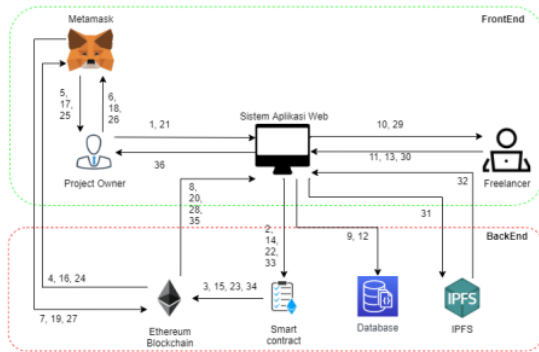 Metamask
FrontEnd
5,
17,
25
6,
18,
26
Sistem Aplikasi Web
1, 21
10, 29
36
11, 13, 30
Project Owner
Freelancer
8,
20,
28,
35
32
31
2,
14,
22,
33
BackEnd
9, 12
4, 16, 24
3, 15, 23, 34
7, 19, 27
IPFS
Ethereum
Blockchain
Smart
contract
Database
IPFS